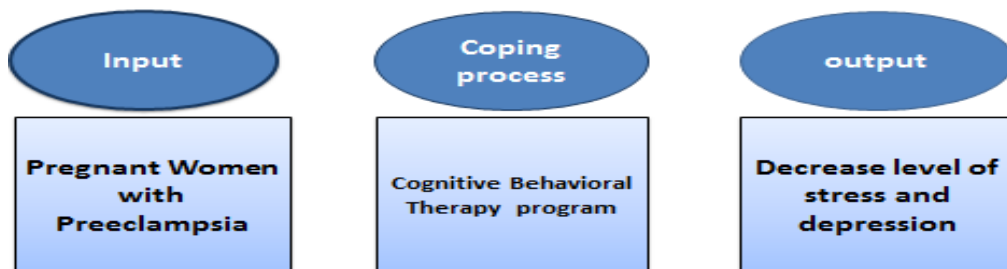 Input
Coping
process
output
Pregnant Women
with
Preeclampsia
Cognitive Behavioral
Therapy program
Decrease level of
stress and
depression